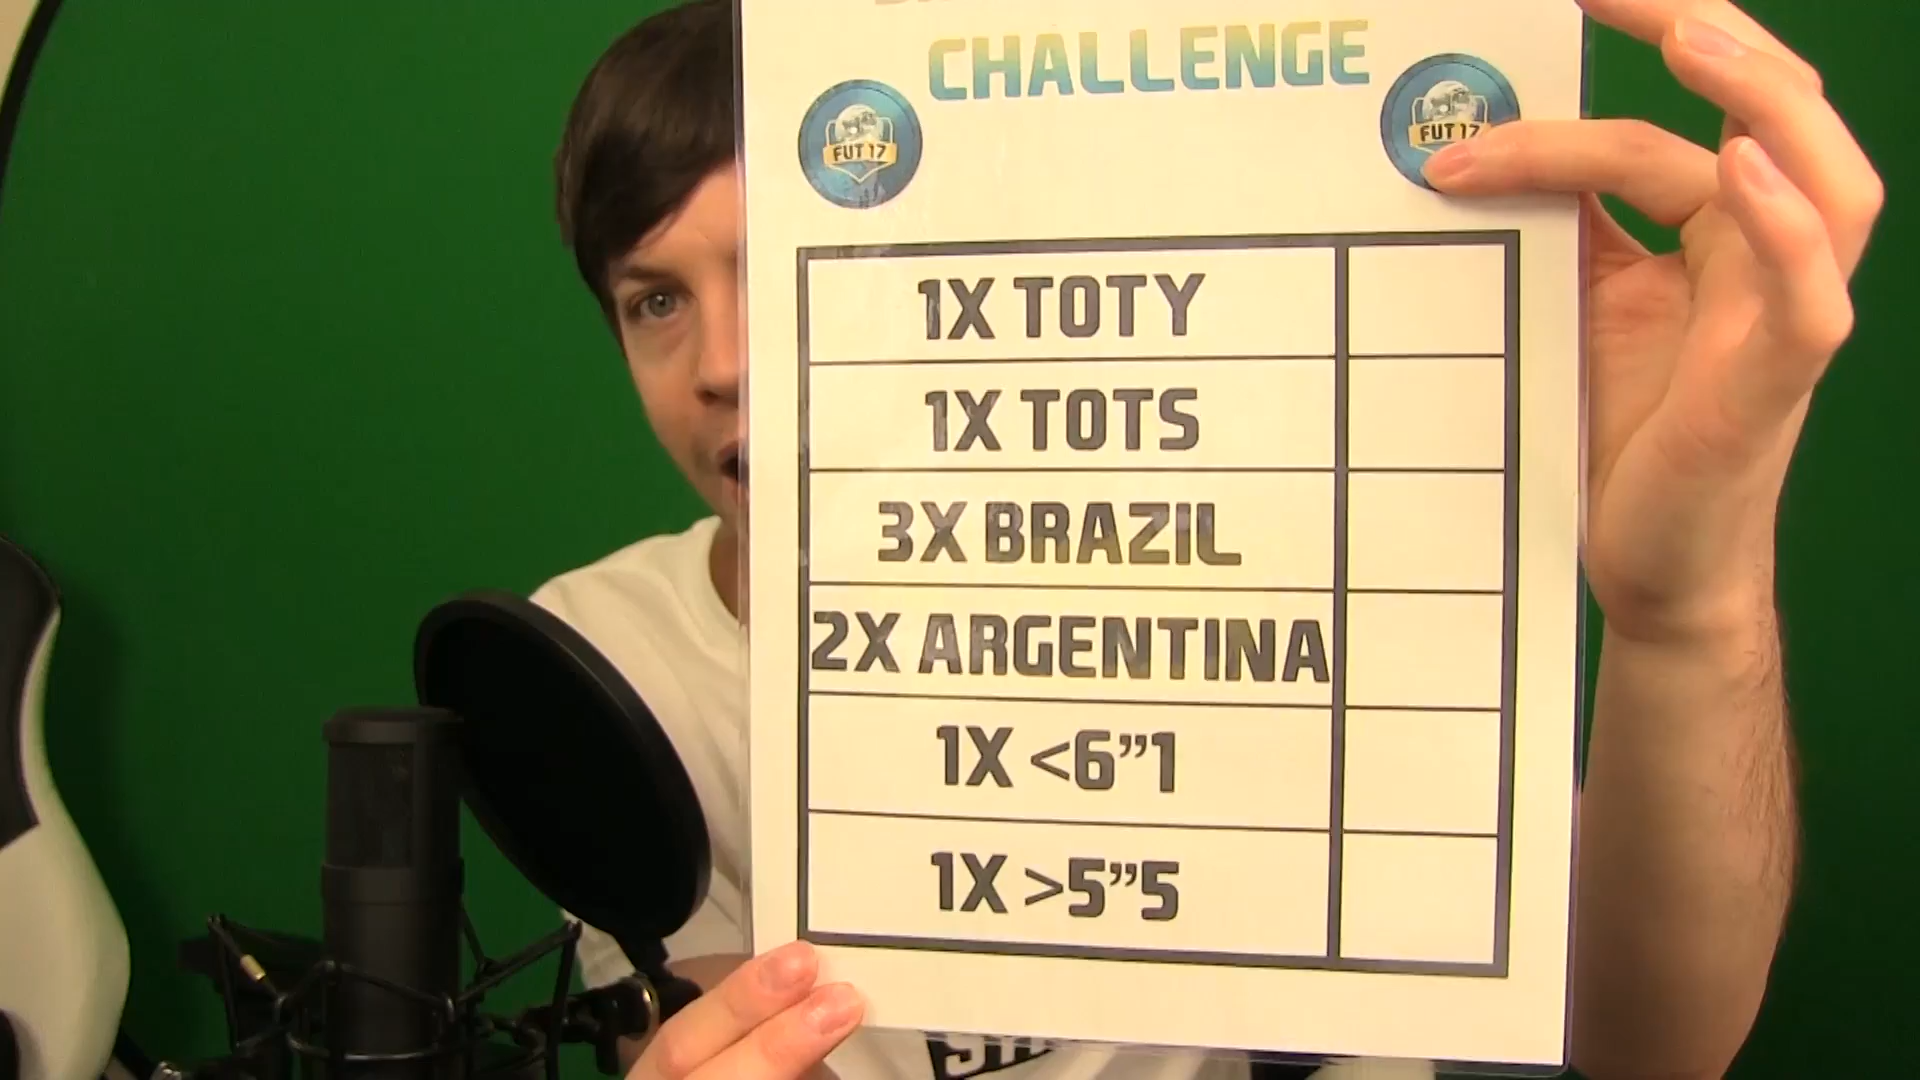 CHALLENGE
FUT 17
FUT 17
1X TOTY
1X TOTS
3X BRAZIL
2X ARGENTINA
1X <6”1
1X >5”5